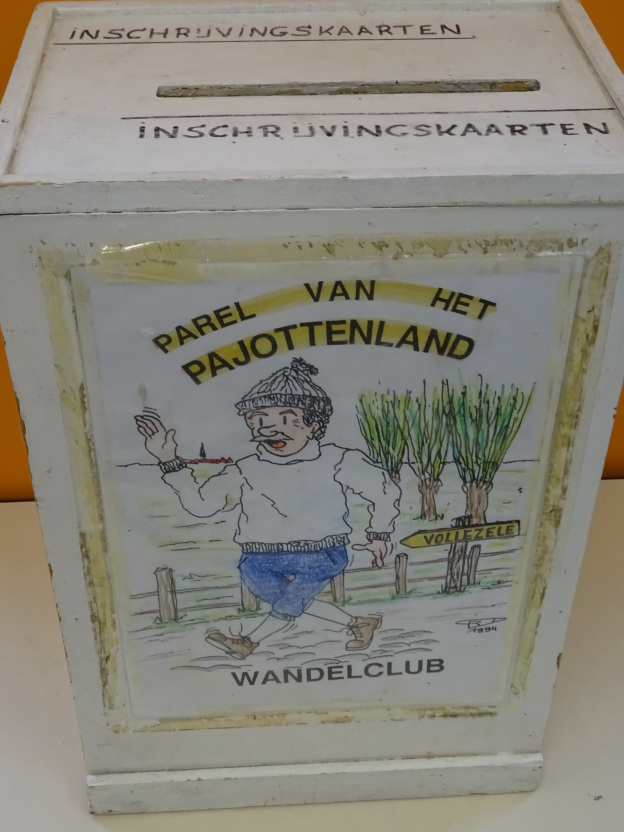 INSCHRIJVINGSKAARTEN
INSCHRIJVINGSKAARTEN
PAREL VAN HET
PAJOTTENLAND
VOLLEZELE
1994
WANDELCLUB